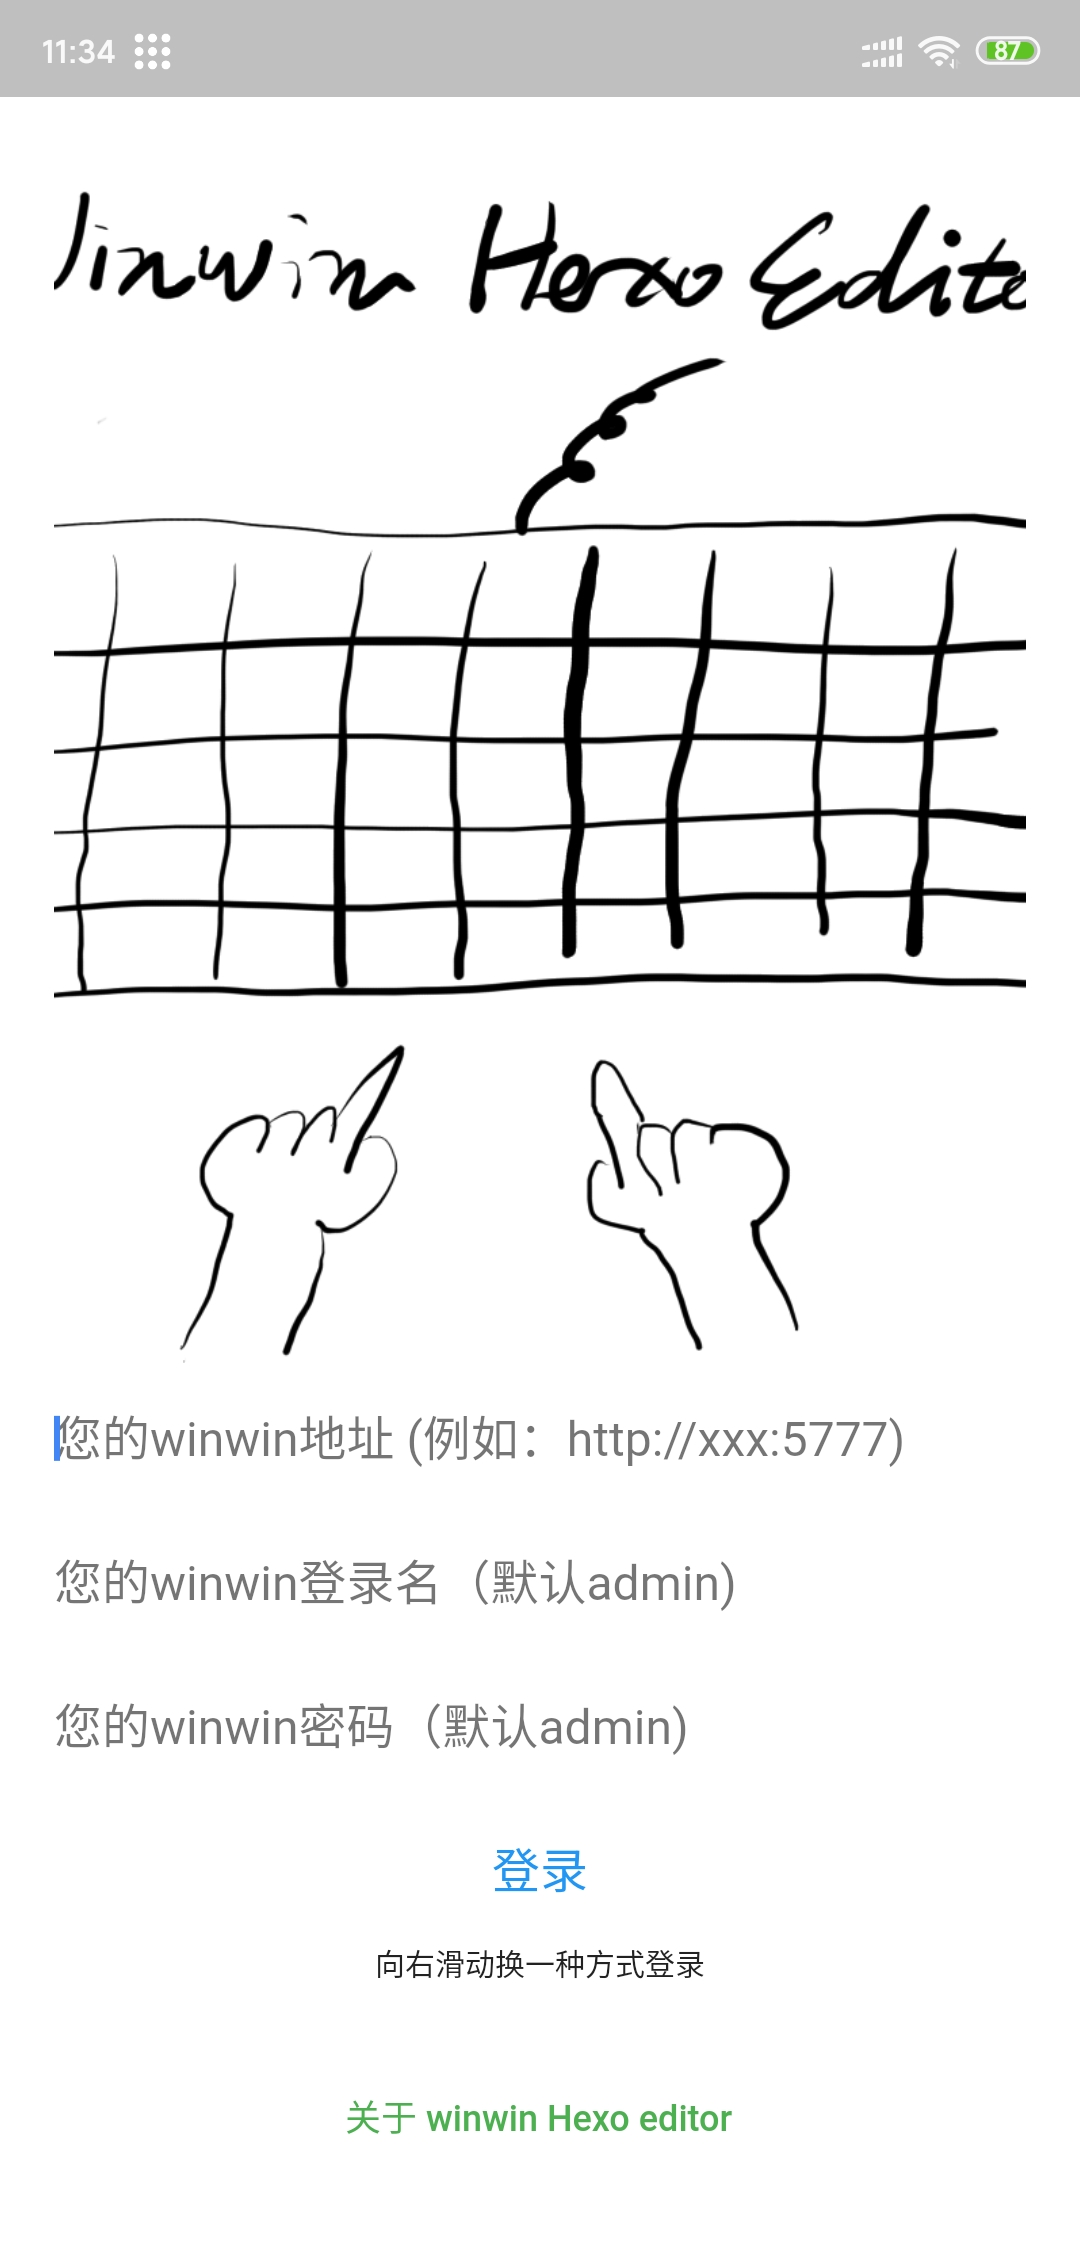 11:34
87
inwin Hexo Edito
您的winwin地址 (例如：http://xxx:5777)
您的winwin登录名（默认admin)
您的winwin密码（默认admin)
登录
向右滑动换一种方式登录
关于 winwin Hexo editor